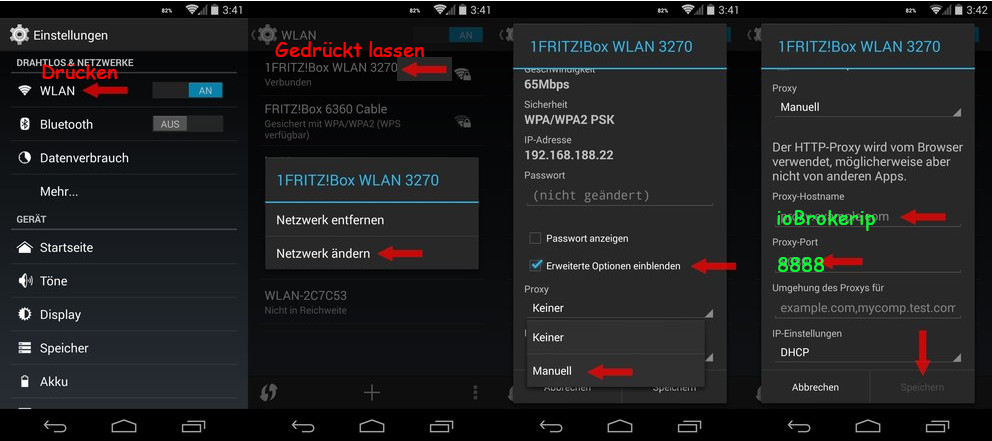 82% 3:41
Einstellungen
DRAHTLOS & NETZWERKE
Drucken
WLAN AN
Bluetooth AUS
Datenverbrauch
Mehr...
GERÄT
Startseite
Töne
Display
Speicher
Akku
82% 3:41
WLAN AN
Gedrückt lassen
1FRITZ!Box WLAN 3270
Verbunden
FRITZ!Box 6360 Cable
Gesichert mit WPA/WPA2 (WPS
verfügbar)
1FRITZ!Box WLAN 3270
Netzwerk entfernen
Netzwerk ändern
WLAN-2C7C53
Nicht in Reichweite
82% 3:41
1FRITZ!Box WLAN 3270
Geschwindigkeit
65Mbps
Sicherheit
WPA/WPA2 PSK
IP-Adresse
192.168.188.22
Passwort
(nicht geändert)
Passwort anzeigen
Erweiterte Optionen einblenden
Proxy
Keiner
Keiner
Manuell
Abbrechen Speichern
82% 3:42
1FRITZ!Box WLAN 3270
Proxy
Manuell
Der HTTP-Proxy wird vom Browser
verwendet, möglicherweise aber
nicht von anderen Apps.
Proxy-Hostname
ioBrokerip
Proxy-Port
8888
Umgehung des Proxys für
example.com,mycomp.test.com
IP-Einstellungen
DHCP
Abbrechen Speichern